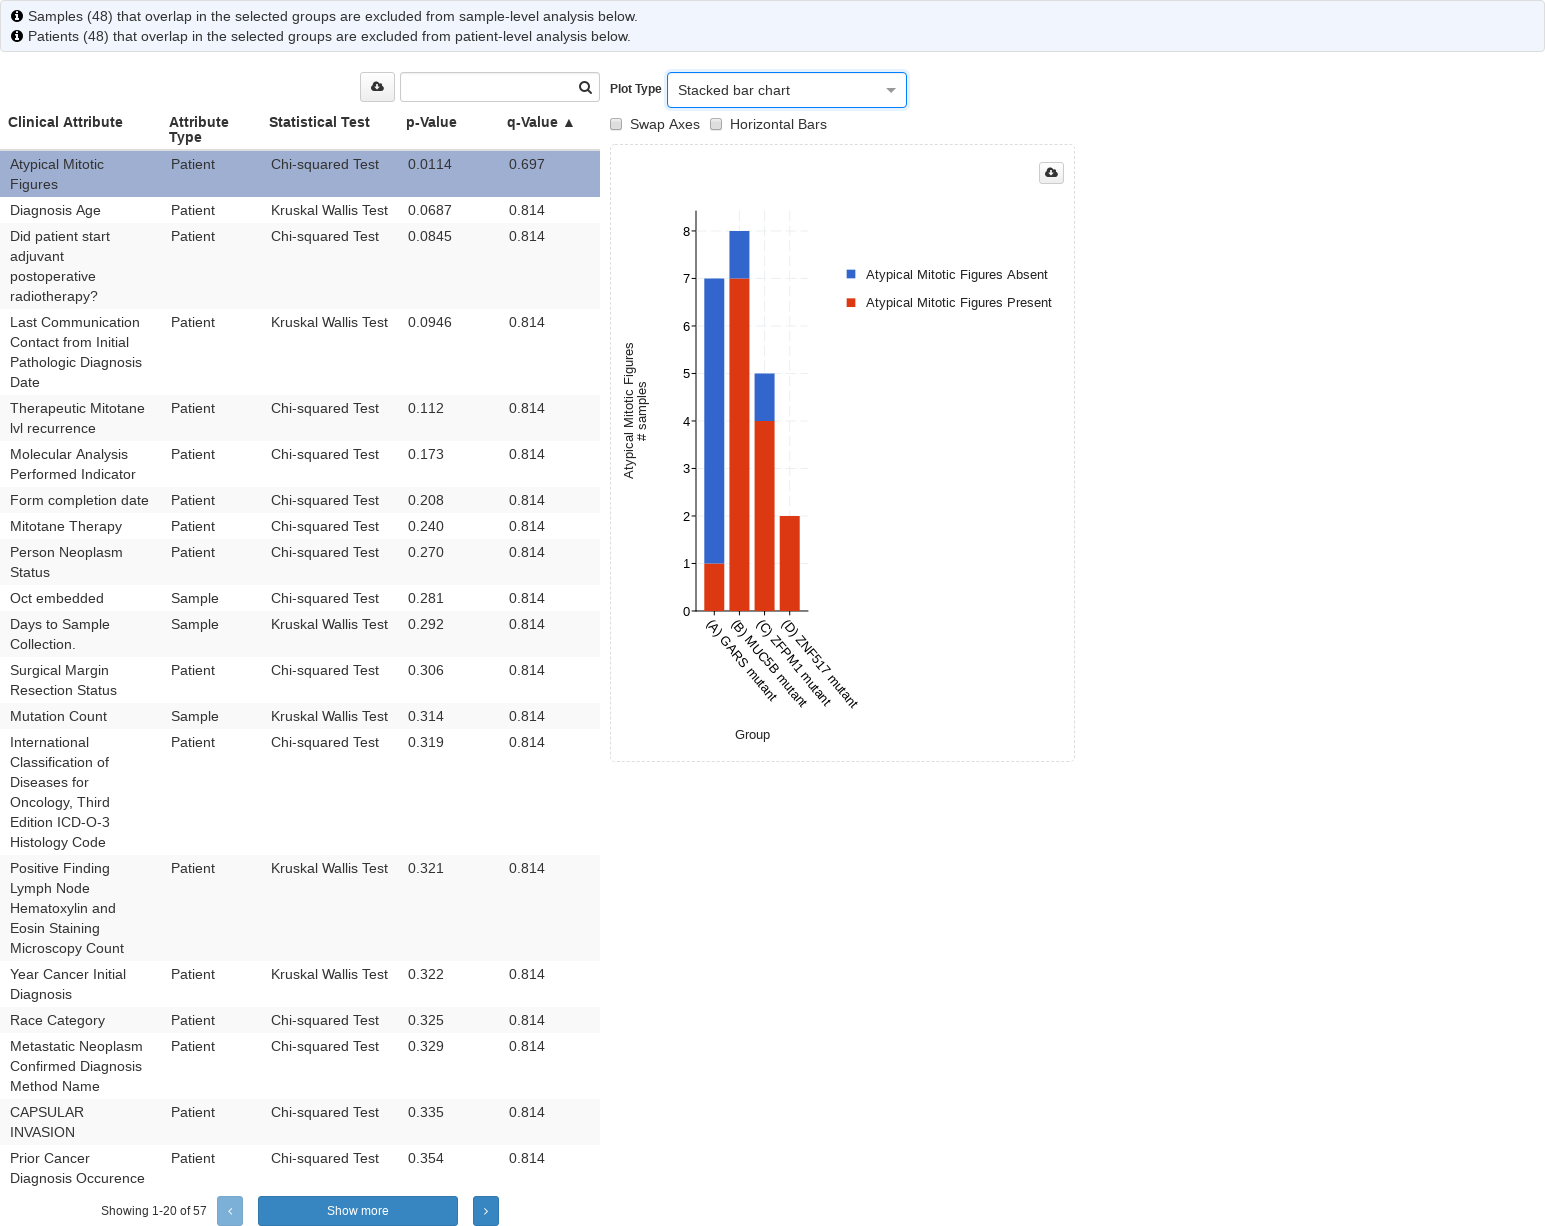 Samples (48) that overlap in the selected groups are excluded from sample-level analysis below.
Patients (48) that overlap in the selected groups are excluded from patient-level analysis below.
Clinical Attribute Attribute Type Statistical Test p-Value q-Value ▲
Atypical Mitotic Figures Patient Chi-squared Test 0.0114 0.697
Diagnosis Age Patient Kruskal Wallis Test 0.0687 0.814
Did patient start adjuvant postoperative radiotherapy? Patient Chi-squared Test 0.0845 0.814
Last Communication Contact from Initial Pathologic Diagnosis Date Patient Kruskal Wallis Test 0.0946 0.814
Therapeutic Mitotane lvl recurrence Patient Chi-squared Test 0.112 0.814
Molecular Analysis Performed Indicator Patient Chi-squared Test 0.173 0.814
Form completion date Patient Chi-squared Test 0.208 0.814
Mitotane Therapy Patient Chi-squared Test 0.240 0.814
Person Neoplasm Status Patient Chi-squared Test 0.270 0.814
Oct embedded Sample Chi-squared Test 0.281 0.814
Days to Sample Collection. Sample Kruskal Wallis Test 0.292 0.814
Surgical Margin Resection Status Patient Chi-squared Test 0.306 0.814
Mutation Count Sample Kruskal Wallis Test 0.314 0.814
International Classification of Diseases for Oncology, Third Edition ICD-O-3 Histology Code Patient Chi-squared Test 0.319 0.814
Positive Finding Lymph Node Hematoxylin and Eosin Staining Microscopy Count Patient Kruskal Wallis Test 0.321 0.814
Year Cancer Initial Diagnosis Patient Kruskal Wallis Test 0.322 0.814
Race Category Patient Chi-squared Test 0.325 0.814
Metastatic Neoplasm Confirmed Diagnosis Method Name Patient Chi-squared Test 0.329 0.814
CAPSULAR INVASION Patient Chi-squared Test 0.335 0.814
Prior Cancer Diagnosis Occurence Patient Chi-squared Test 0.354 0.814
Showing 1-20 of 57 ‹ Show more ›
Plot Type Stacked bar chart
Swap Axes Horizontal Bars
8
7
6
5
4
3
2
1
0
Atypical Mitotic Figures
# samples
Atypical Mitotic Figures Absent
Atypical Mitotic Figures Present
(A) GARS mutant
(B) MUC5B mutant
(C) ZFPM1 mutant
(D) ZNF517 mutant
Group